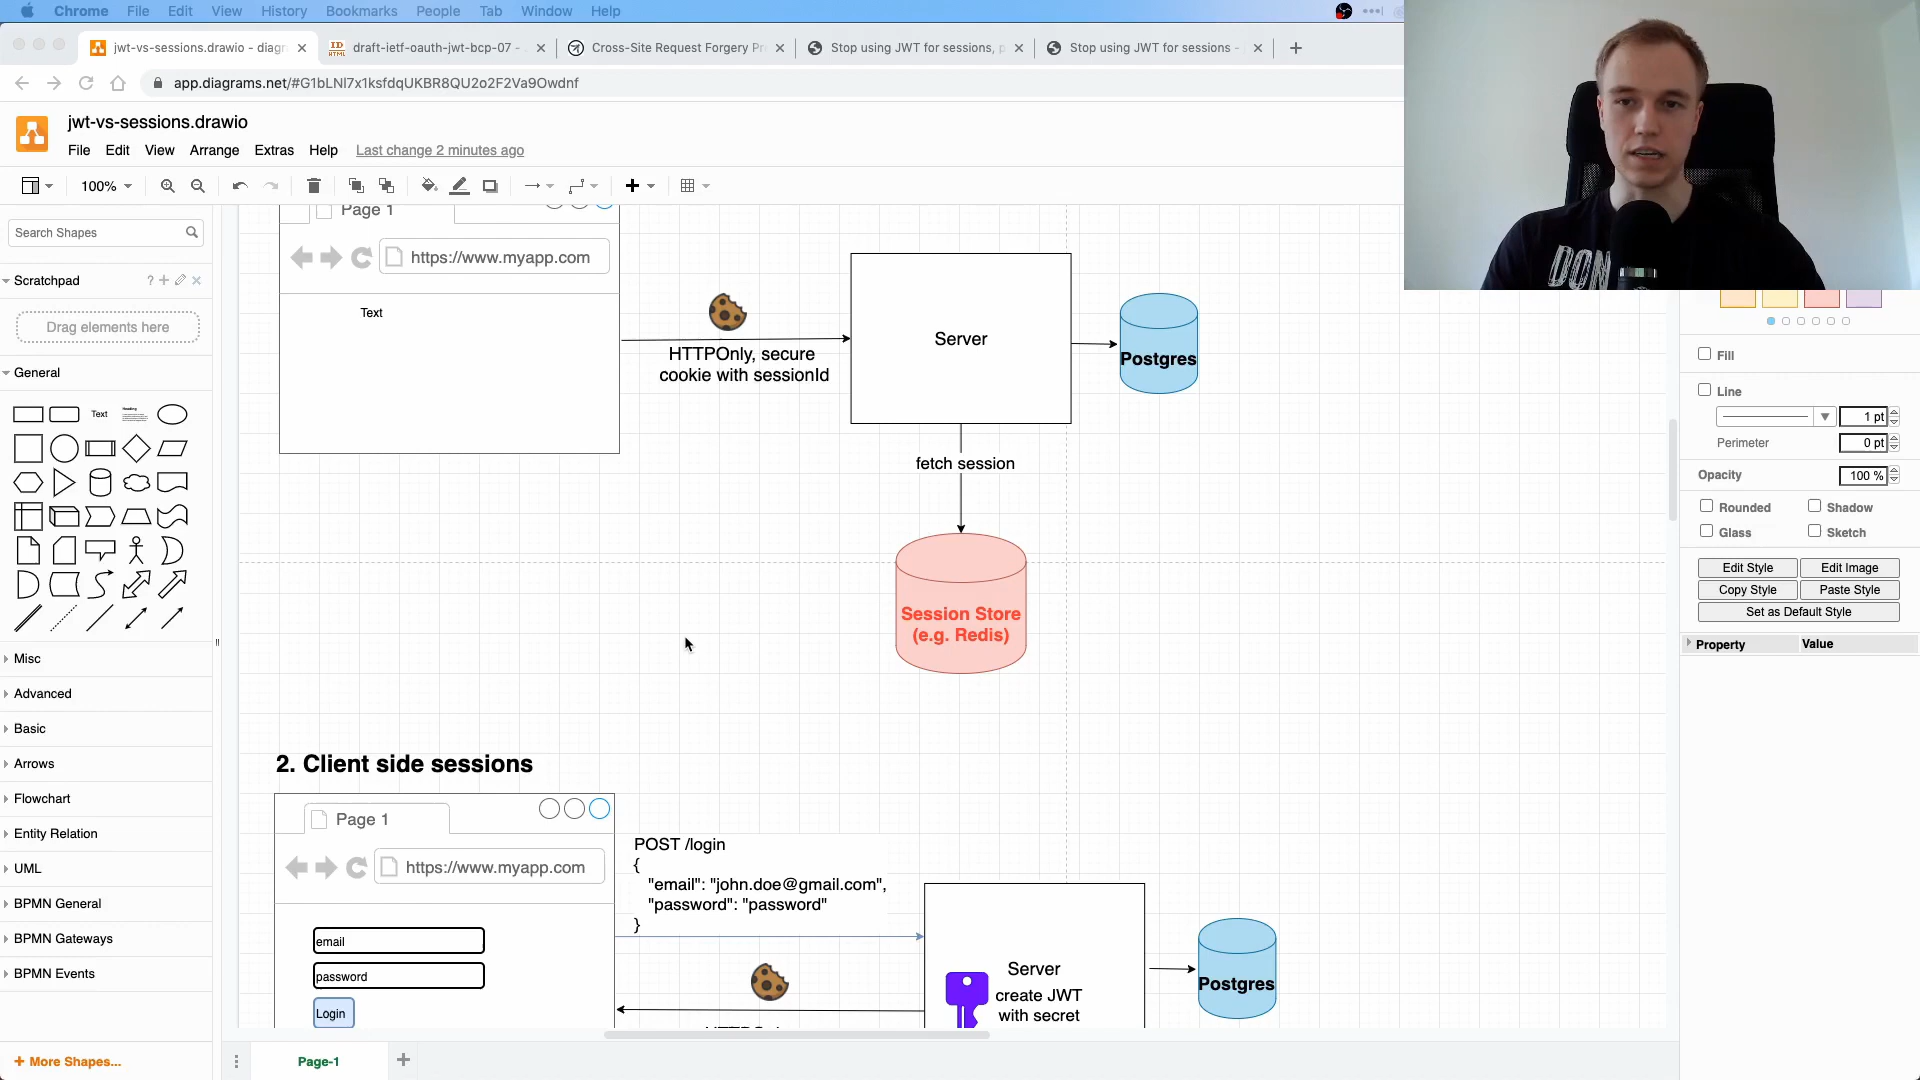 Chrome File Edit View History Bookmarks People Tab Window Help
jwt-vs-sessions.drawio - diagr
draft-ietf-oauth-jwt-bcp-07 -
Cross-Site Request Forgery Pr
Stop using JWT for sessions, p
Stop using JWT for sessions -
app.diagrams.net/#G1bLNl7x1ksfdqUKBR8QU2o2F2Va9Owdnf
jwt-vs-sessions.drawio
File Edit View Arrange Extras Help Last change 2 minutes ago
100%
Search Shapes
Scratchpad
Drag elements here
General
Text
Heading
Misc
Advanced
Basic
Arrows
Flowchart
Entity Relation
UML
BPMN General
BPMN Gateways
BPMN Events
+ More Shapes...
Page 1
https://www.myapp.com
Text
HTTPOnly, secure
cookie with sessionId
Server
Postgres
fetch session
Session Store
(e.g. Redis)
2. Client side sessions
Page 1
https://www.myapp.com
email
password
Login
POST /login
{
"email": "john.doe@gmail.com",
"password": "password"
}
Server
create JWT
with secret
Postgres
Page-1
DON
Fill
Line
1 pt
Perimeter
0 pt
Opacity
100 %
Rounded
Shadow
Glass
Sketch
Edit Style
Edit Image
Copy Style
Paste Style
Set as Default Style
Property
Value